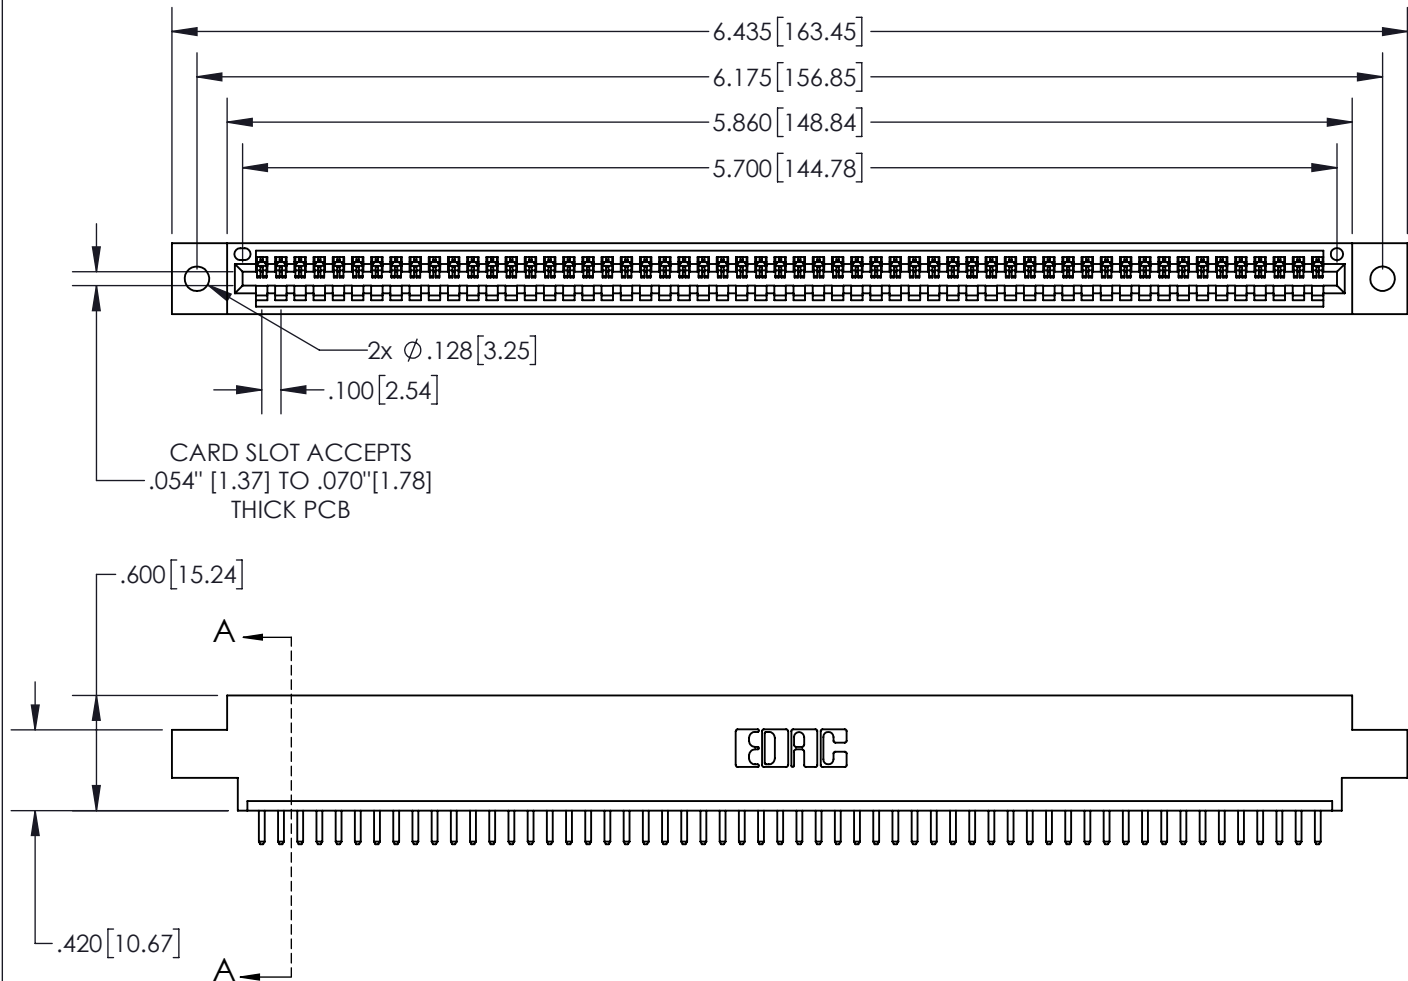 6.435[163.45]
6.175[156.85]
5.860[148.84]
5.700[144.78]
2x Ø.128[3.25]
.100[2.54]
CARD SLOT ACCEPTS
.054" [1.37] TO .070"[1.78]
THICK PCB
.600[15.24]
A
EDAC
.420[10.67]
A